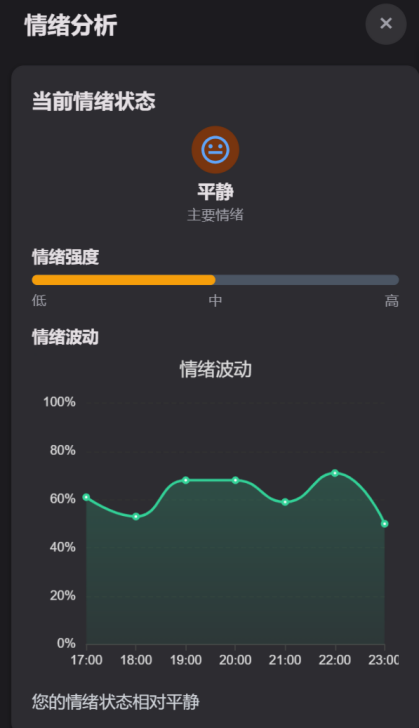 情绪分析
当前情绪状态
平静
主要情绪
情绪强度
低 中 高
情绪波动
情绪波动
100%
80%
60%
40%
20%
0%
17:00 18:00 19:00 20:00 21:00 22:00 23:00
您的情绪状态相对平静